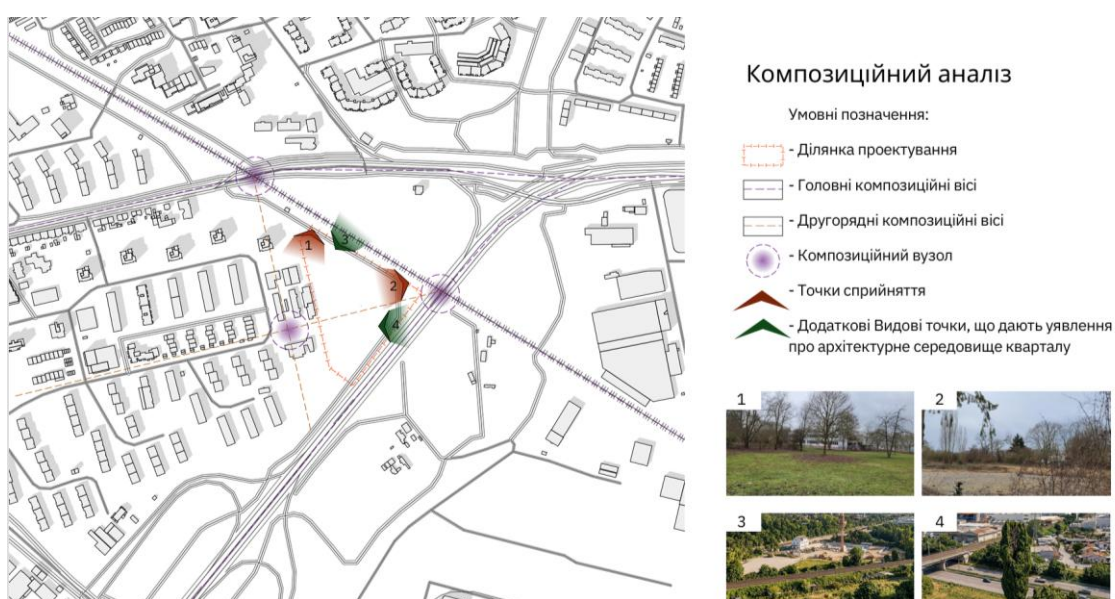 Композиційний аналіз
Умовні позначення:
- Ділянка проектування
- Головні композиційні вісі
- Другорядні композиційні вісі
- Композиційний вузол
- Точки сприйняття
- Додаткові Видові точки, що дають уявлення
про архітектурне середовище кварталу
1
2
3
4
1
3
2
4